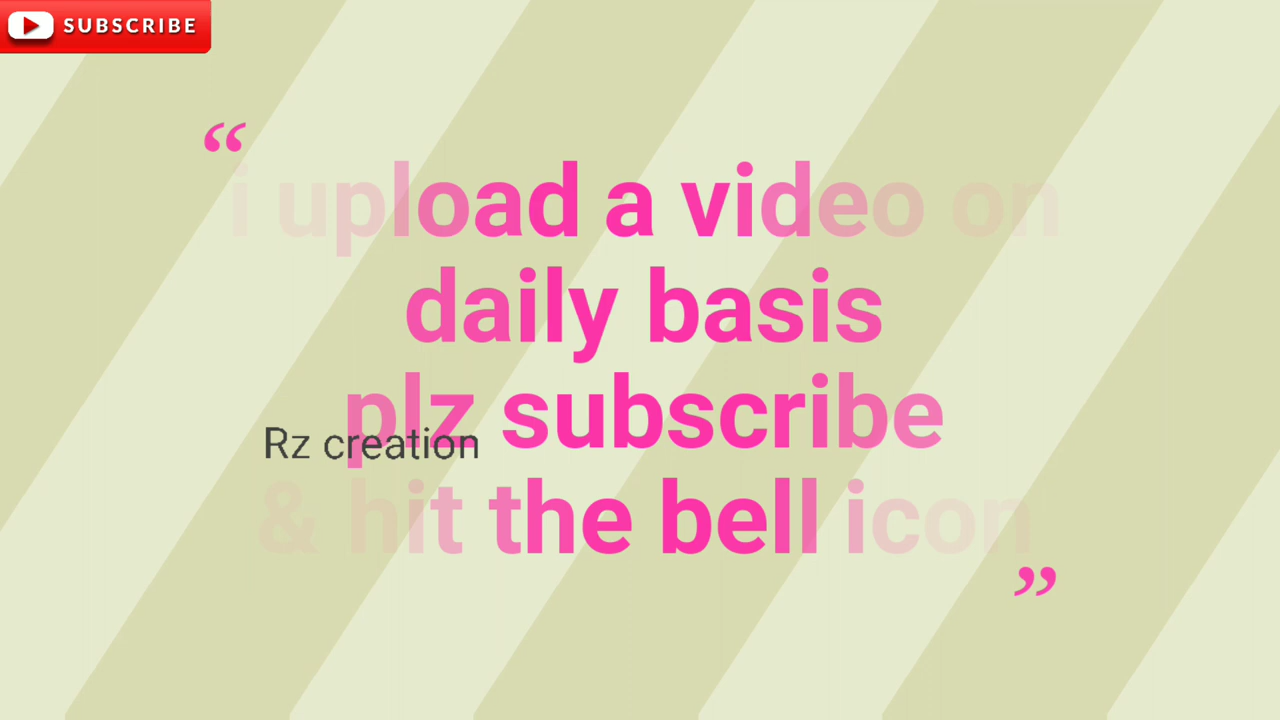 SUBSCRIBE
“i upload a video on
daily basis
plz subscribe
Rz creation
& hit the bell icon”